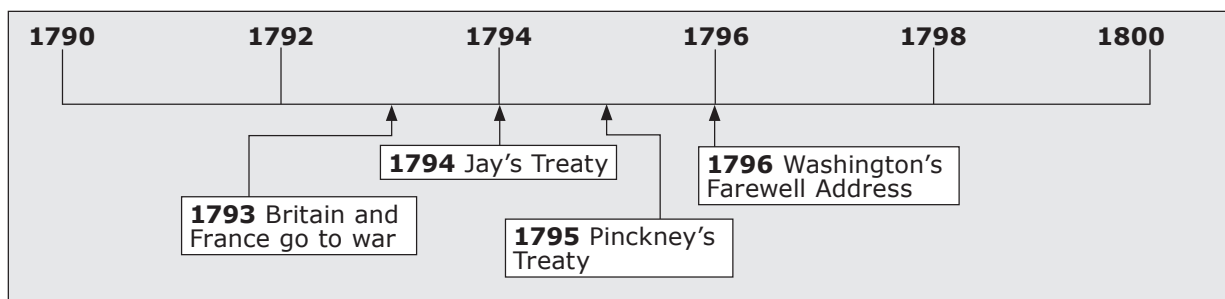 1790 1792 1794 1796 1798 1800
1794 Jay’s Treaty
1796 Washington’s
Farewell Address
1793 Britain and
France go to war
1795 Pinckney’s
Treaty